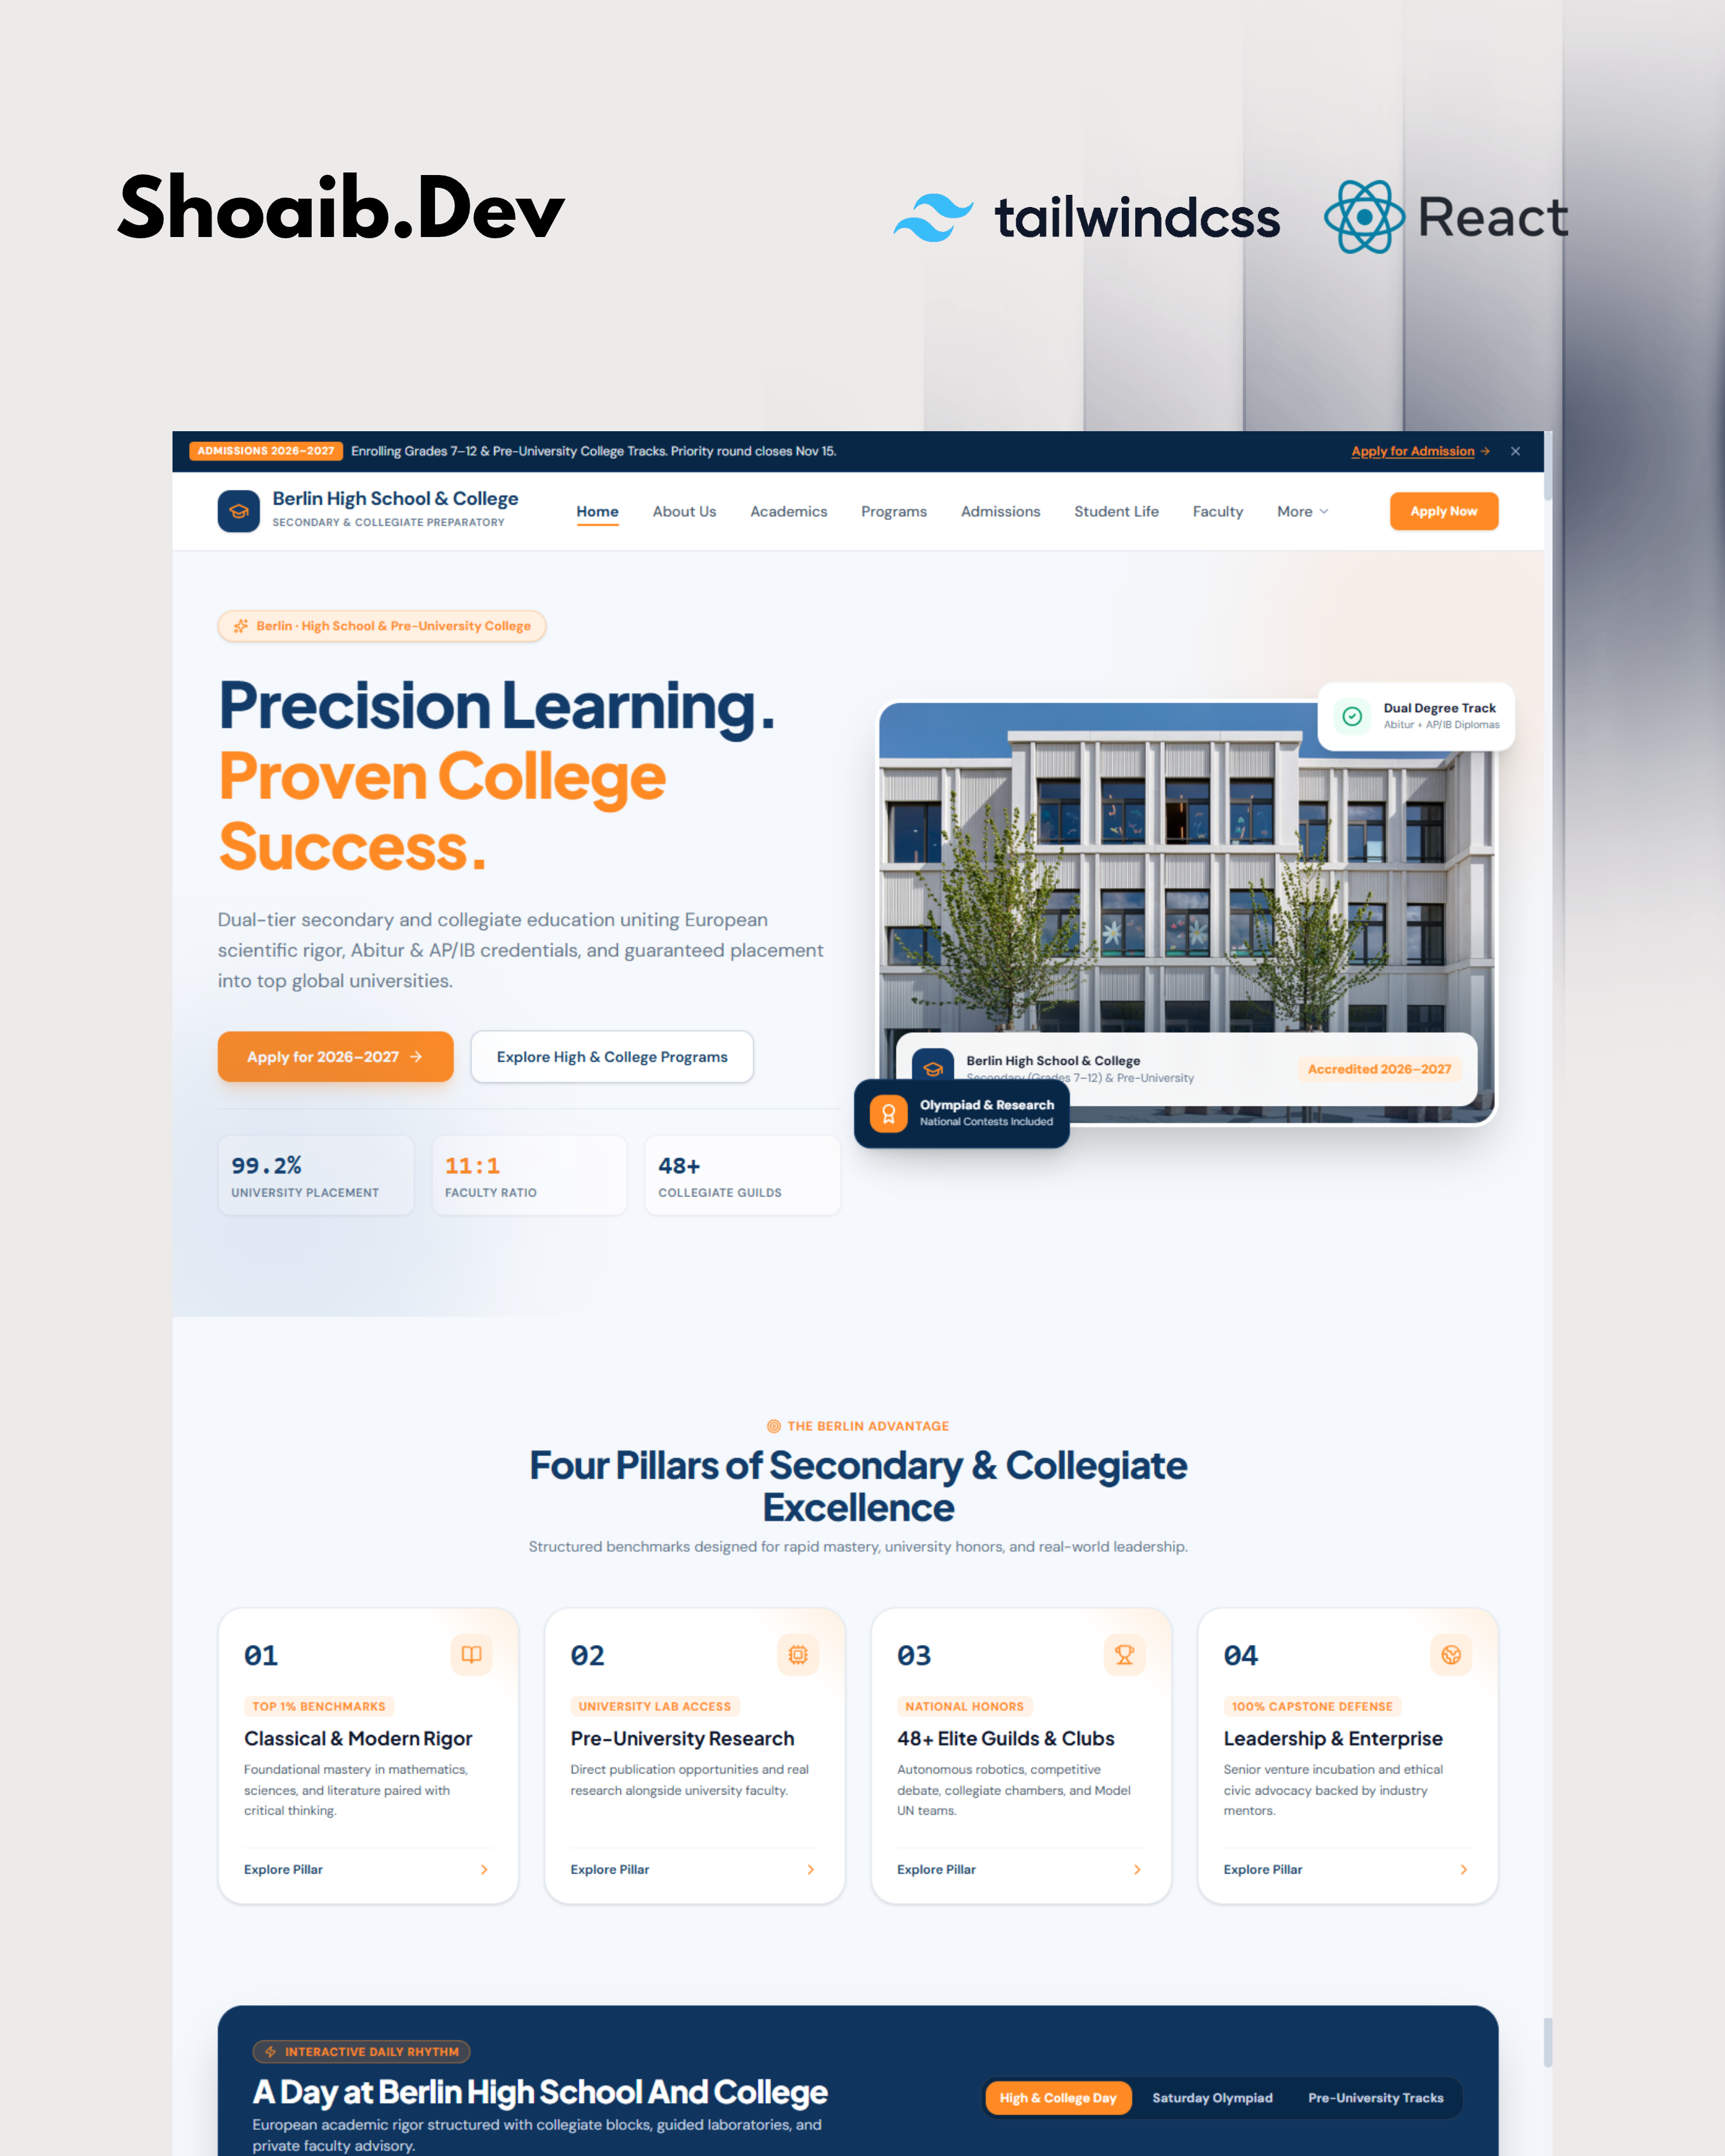 Shoaib.Dev
tailwindcss
React
ADMISSIONS 2026–2027 Enrolling Grades 7–12 & Pre-University College Tracks. Priority round closes Nov 15.
Apply for Admission
Berlin High School & College
SECONDARY & COLLEGIATE PREPARATORY
Home About Us Academics Programs Admissions Student Life Faculty More
Apply Now
Berlin · High School & Pre-University College
Precision Learning.
Proven College
Success.
Dual-tier secondary and collegiate education uniting European
scientific rigor, Abitur & AP/IB credentials, and guaranteed placement
into top global universities.
Apply for 2026–2027
Explore High & College Programs
99.2%
UNIVERSITY PLACEMENT
11:1
FACULTY RATIO
48+
COLLEGIATE GUILDS
Dual Degree Track
Abitur + AP/IB Diplomas
Berlin High School & College
Secondary (Grades 7–12) & Pre-University
Accredited 2026–2027
Olympiad & Research
National Contests Included
THE BERLIN ADVANTAGE
Four Pillars of Secondary & Collegiate
Excellence
Structured benchmarks designed for rapid mastery, university honors, and real-world leadership.
01
TOP 1% BENCHMARKS
Classical & Modern Rigor
Foundational mastery in mathematics,
sciences, and literature paired with
critical thinking.
Explore Pillar
02
UNIVERSITY LAB ACCESS
Pre-University Research
Direct publication opportunities and real
research alongside university faculty.
Explore Pillar
03
NATIONAL HONORS
48+ Elite Guilds & Clubs
Autonomous robotics, competitive
debate, collegiate chambers, and Model
UN teams.
Explore Pillar
04
100% CAPSTONE DEFENSE
Leadership & Enterprise
Senior venture incubation and ethical
civic advocacy backed by industry
mentors.
Explore Pillar
INTERACTIVE DAILY RHYTHM
A Day at Berlin High School And College
European academic rigor structured with collegiate blocks, guided laboratories, and
private faculty advisory.
High & College Day
Saturday Olympiad
Pre-University Tracks